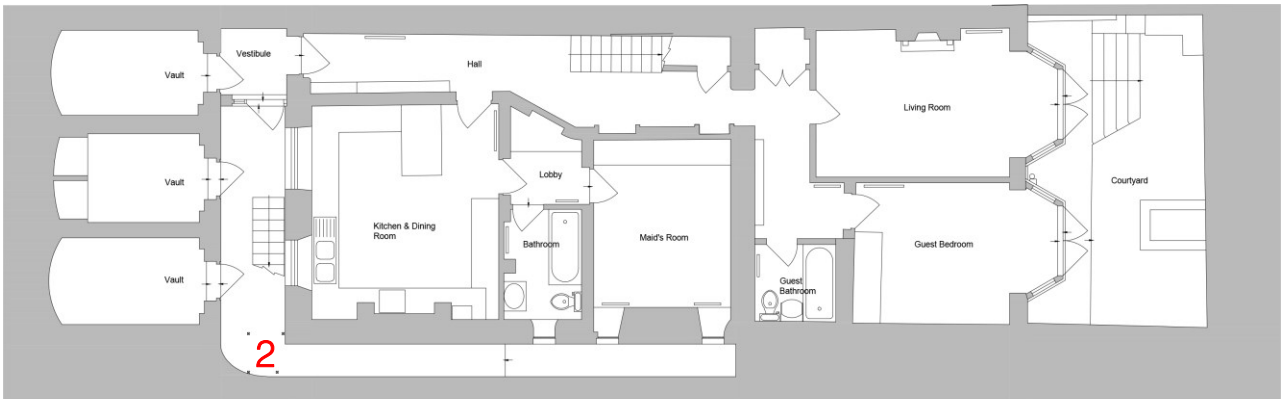 Vestibule
Vault
Hall
Living Room
Vault
Lobby
Courtyard
Kitchen & Dining
Room
Bathroom
Maid's Room
Guest Bedroom
Vault
Guest
Bathroom
2